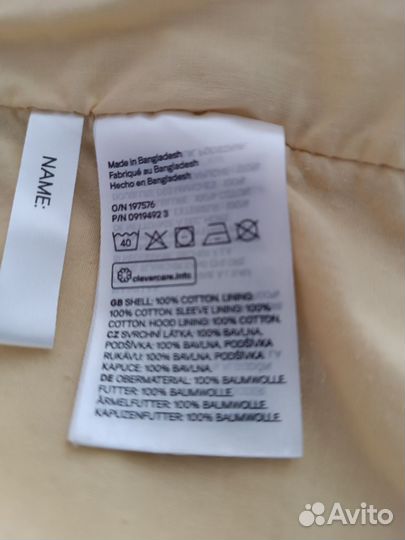 NAME:
Made in Bangladesh
Fabriqué au Bangladesh
Hecho en Bangladesh
O/N 197576
P/N 0919492 3
40
clevercare.info
GB SHELL: 100% COTTON. LINING:
100% COTTON. SLEEVE LINING: 100%
COTTON. HOOD LINING: 100% COTTON.
CZ SVRCHNÍ LÁTKA: 100% BAVLNA.
PODŠÍVKA: 100% BAVLNA. PODŠÍVKA
RUKÁVU: 100% BAVLNA. PODŠÍVKA
KAPUCE: 100% BAVLNA.
DE OBERMATERIAL: 100% BAUMWOLLE.
FUTTER: 100% BAUMWOLLE.
ÄRMELFUTTER: 100% BAUMWOLLE.
KAPUZENFUTTER: 100% BAUMWOLLE.
Avito